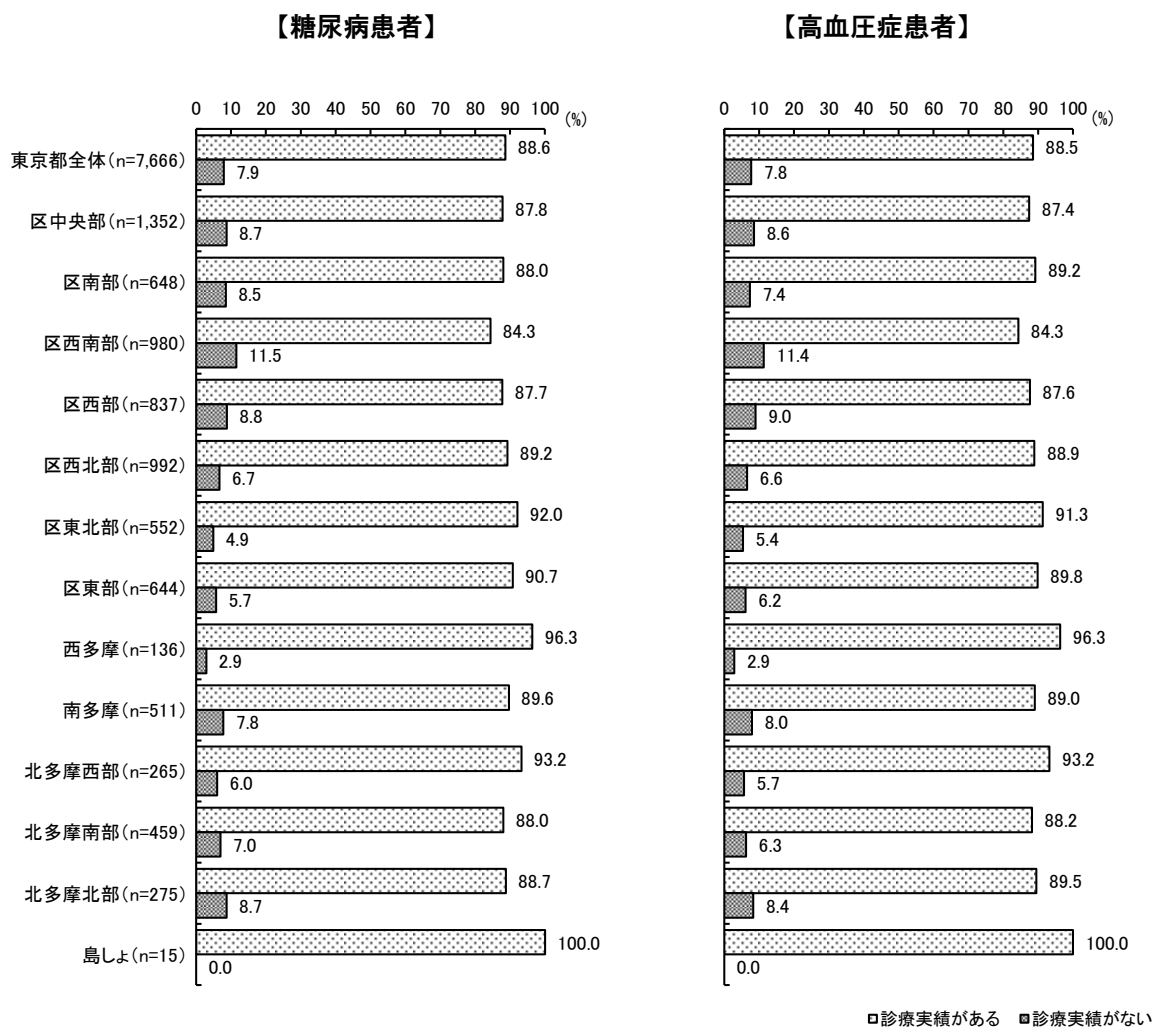 【糖尿病患者】 【高血圧症患者】
0 10 20 30 40 50 60 70 80 90 100 (%) 0 10 20 30 40 50 60 70 80 90 100 (%)
東京都全体(n=7,666) 88.6 88.5
7.9 7.8
区中央部(n=1,352) 87.8 87.4
8.7 8.6
区南部(n=648) 88.0 89.2
8.5 7.4
区西南部(n=980) 84.3 84.3
11.5 11.4
区西部(n=837) 87.7 87.6
8.8 9.0
区西北部(n=992) 89.2 88.9
6.7 6.6
区東北部(n=552) 92.0 91.3
4.9 5.4
区東部(n=644) 90.7 89.8
5.7 6.2
西多摩(n=136) 96.3 96.3
2.9 2.9
南多摩(n=511) 89.6 89.0
7.8 8.0
北多摩西部(n=265) 93.2 93.2
6.0 5.7
北多摩南部(n=459) 88.0 88.2
7.0 6.3
北多摩北部(n=275) 88.7 89.5
8.7 8.4
島しょ(n=15) 100.0 100.0
0.0 0.0
診療実績がある 診療実績がない